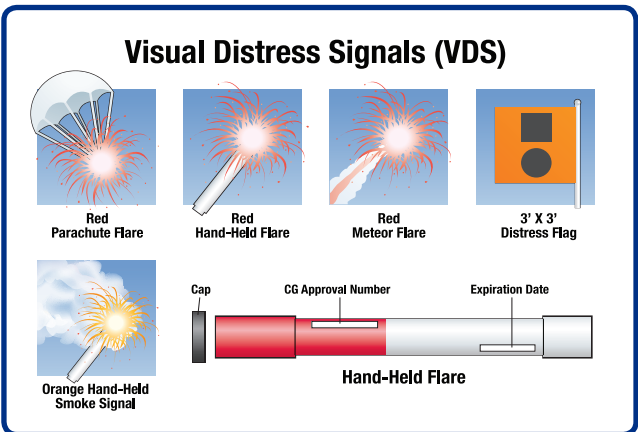 Visual Distress Signals (VDS)
Red
Parachute Flare
Red
Hand-Held Flare
Red
Meteor Flare
3' X 3'
Distress Flag
Orange Hand-Held
Smoke Signal
Cap
CG Approval Number
Expiration Date
Hand-Held Flare